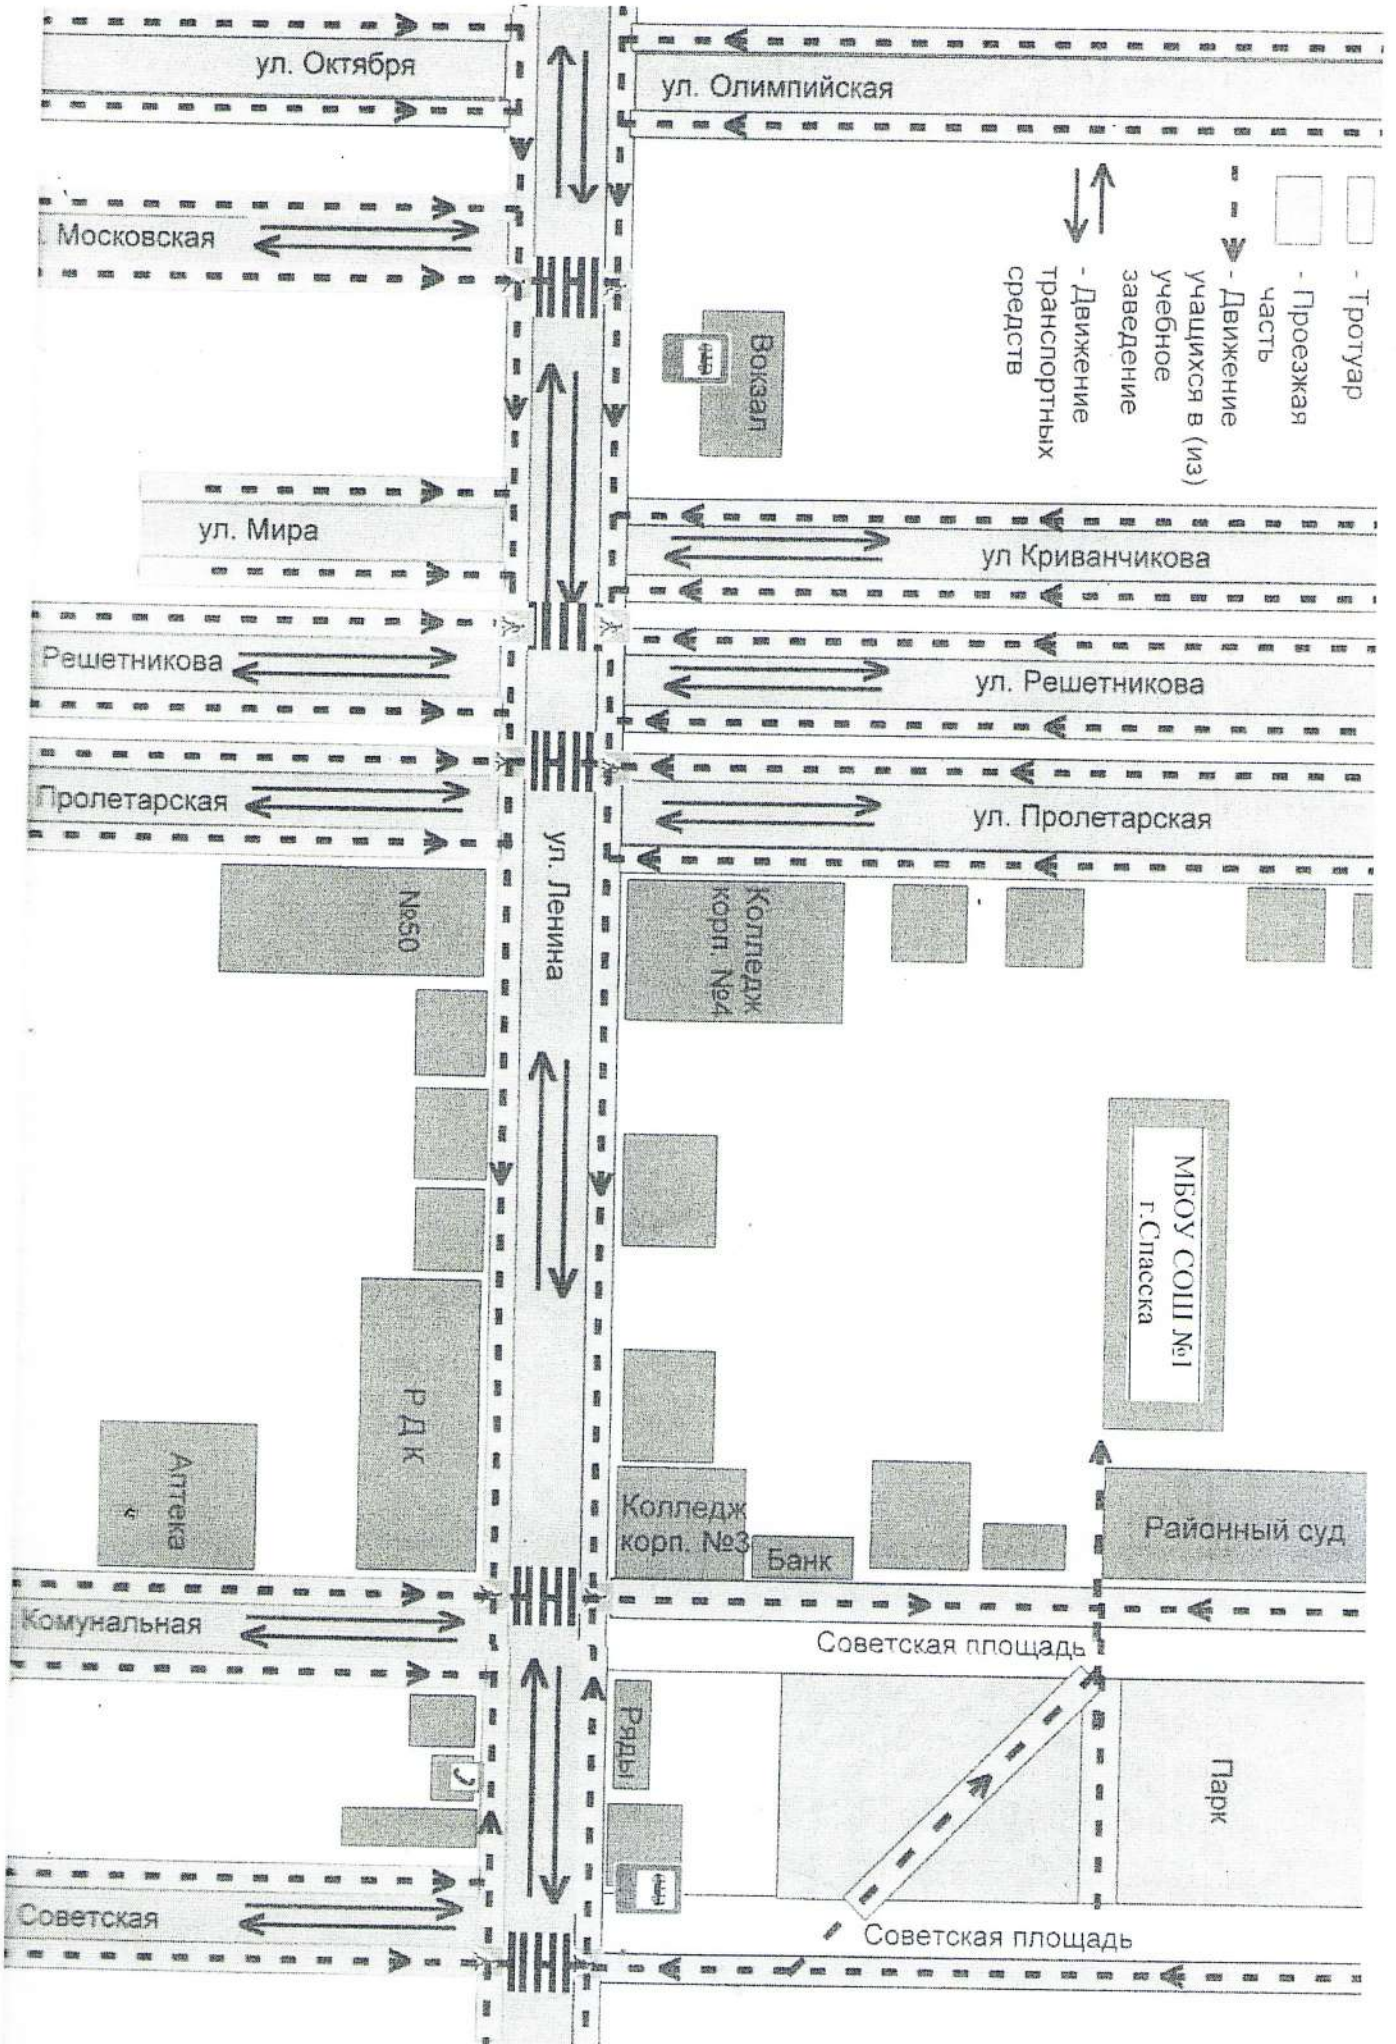 ул. Октября
ул. Олимпийская
- Тротуар
- Проезжая
часть
- Движение
учащихся в (из)
учебное
заведение
- Движение
транспортных
средств
Московская
Вокзал
ул. Мира
ул Криванчикова
Решетникова
ул. Решетникова
Пролетарская
ул. Пролетарская
ул. Ленина
№50
Колледж
корп. №4
МБОУ СОШ №1
г.Спасска
Р Д К
Аптека
Колледж
корп. №3
Банк
Районный суд
Комунальная
Советская площадь
Ряды
Парк
Советская
Советская площадь